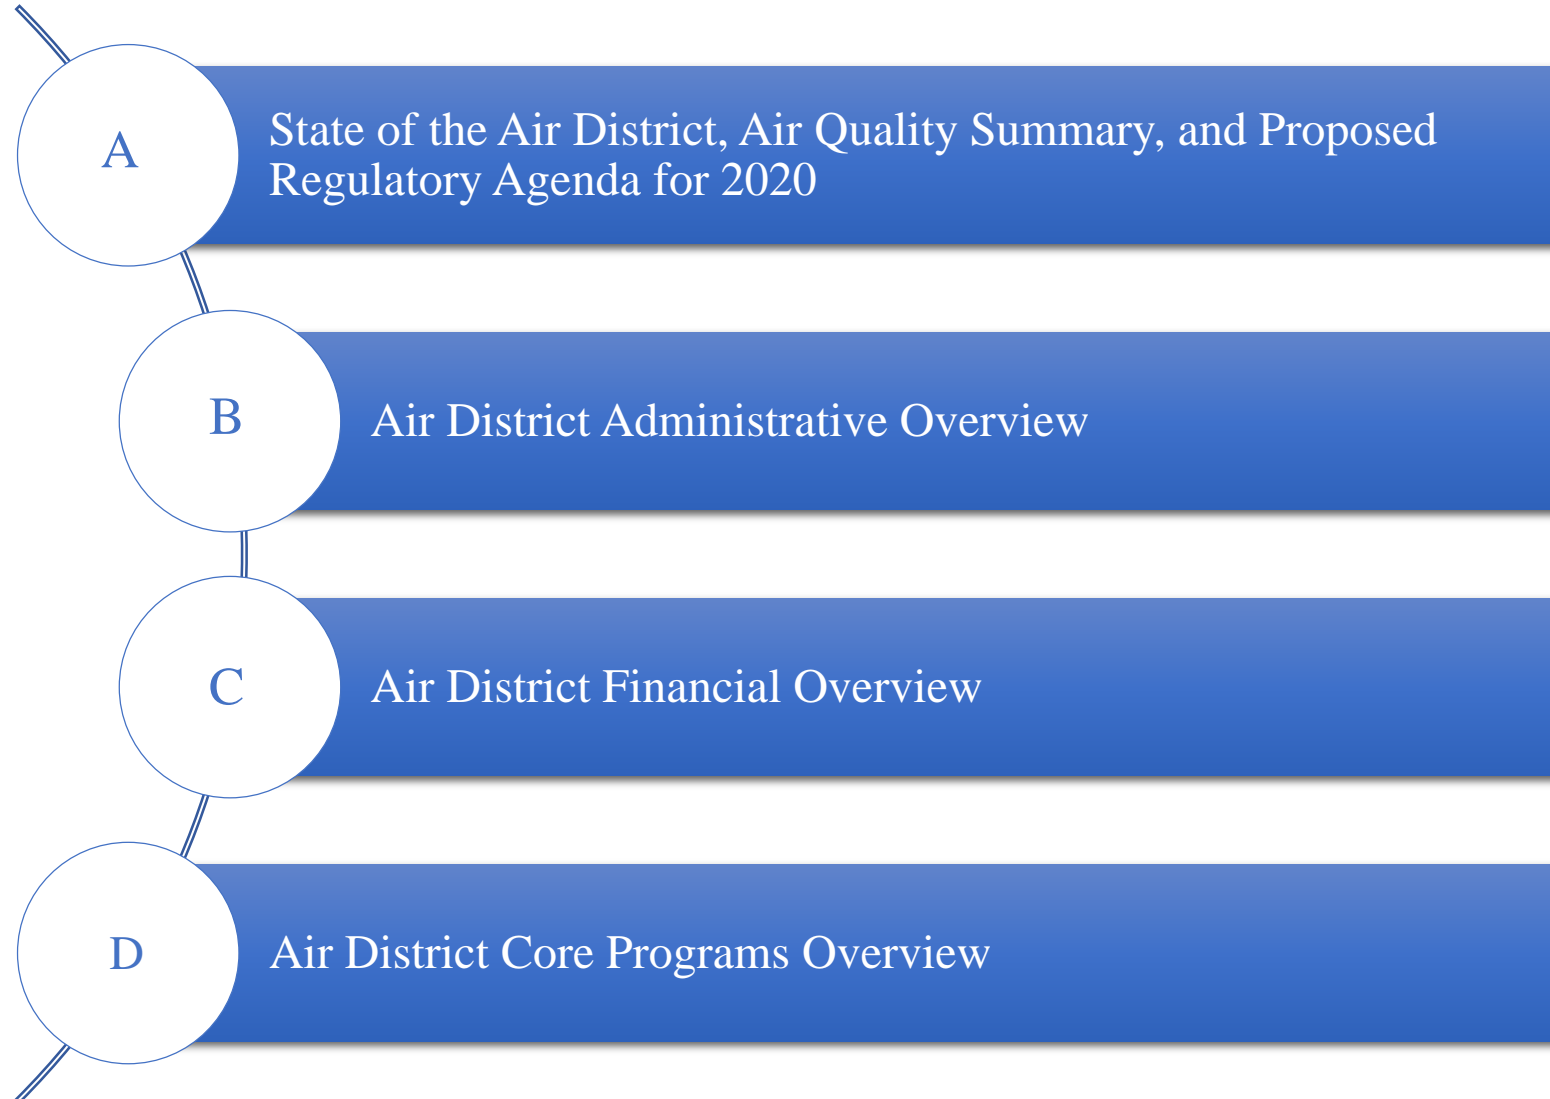 A
State of the Air District, Air Quality Summary, and Proposed
Regulatory Agenda for 2020
B
Air District Administrative Overview
C
Air District Financial Overview
D
Air District Core Programs Overview